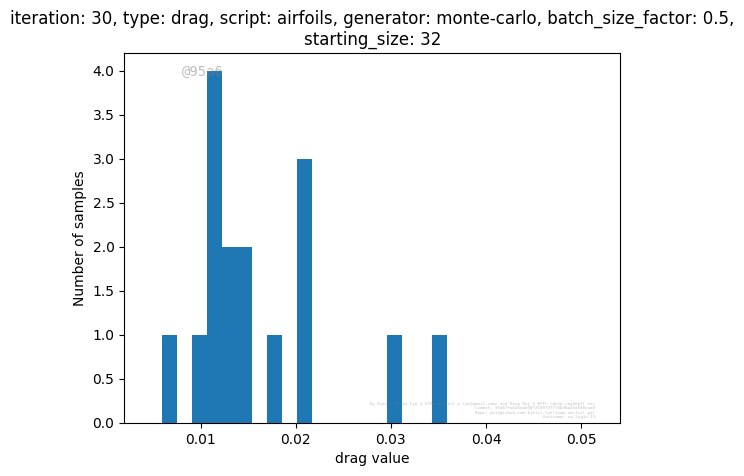 iteration: 30, type: drag, script: airfoils, generator: monte-carlo, batch_size_factor: 0.5,
starting_size: 32
@95a6
4.0
3.5
3.0
2.5
2.0
1.5
1.0
0.5
0.0
Number of samples
0.01
0.02
0.03
0.04
0.05
drag value